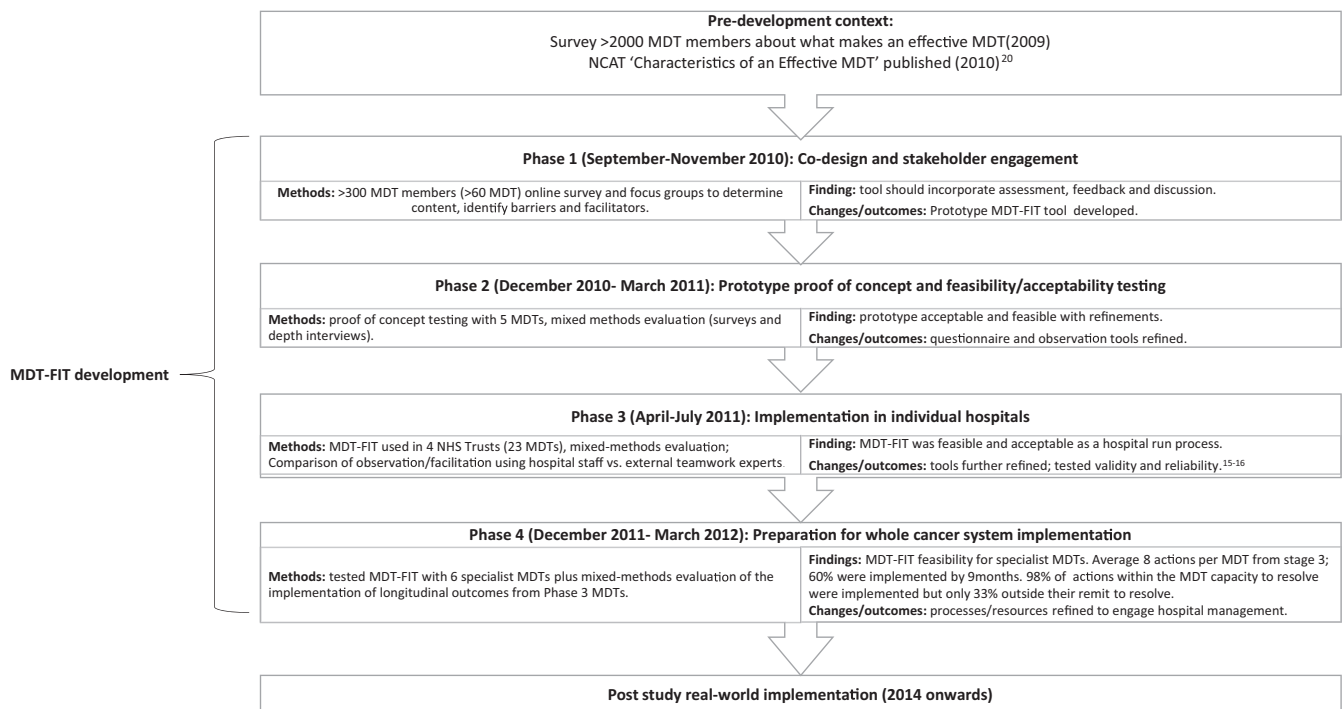 Pre-development context:
Survey >2000 MDT members about what makes an effective MDT(2009)
NCAT ‘Characteristics of an Effective MDT’ published (2010)20
MDT-FIT development
Phase 1 (September-November 2010): Co-design and stakeholder engagement
Methods: >300 MDT members (>60 MDT) online survey and focus groups to determine
content, identify barriers and facilitators.
Finding: tool should incorporate assessment, feedback and discussion.
Changes/outcomes: Prototype MDT-FIT tool developed.
Phase 2 (December 2010- March 2011): Prototype proof of concept and feasibility/acceptability testing
Methods: proof of concept testing with 5 MDTs, mixed methods evaluation (surveys and
depth interviews).
Finding: prototype acceptable and feasible with refinements.
Changes/outcomes: questionnaire and observation tools refined.
Phase 3 (April-July 2011): Implementation in individual hospitals
Methods: MDT-FIT used in 4 NHS Trusts (23 MDTs), mixed-methods evaluation;
Comparison of observation/facilitation using hospital staff vs. external teamwork experts.
Finding: MDT-FIT was feasible and acceptable as a hospital run process.
Changes/outcomes: tools further refined; tested validity and reliability.15-16
Phase 4 (December 2011- March 2012): Preparation for whole cancer system implementation
Methods: tested MDT-FIT with 6 specialist MDTs plus mixed-methods evaluation of the
implementation of longitudinal outcomes from Phase 3 MDTs.
Findings: MDT-FIT feasibility for specialist MDTs. Average 8 actions per MDT from stage 3;
60% were implemented by 9months. 98% of actions within the MDT capacity to resolve
were implemented but only 33% outside their remit to resolve.
Changes/outcomes: processes/resources refined to engage hospital management.
Post study real-world implementation (2014 onwards)